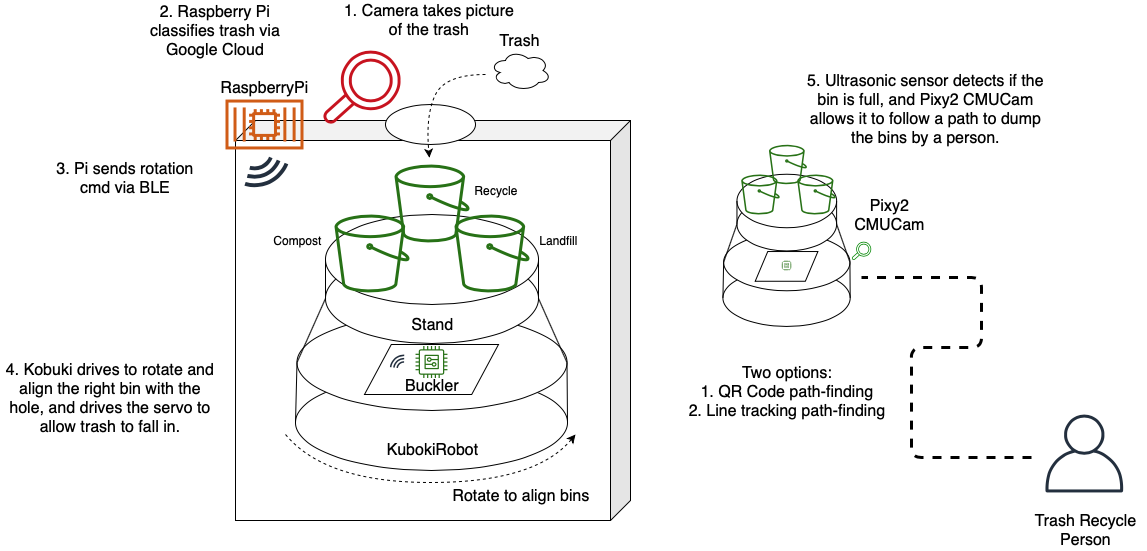 2. Raspberry Pi
classifies trash via
Google Cloud
1. Camera takes picture
of the trash
Trash
RaspberryPi
3. Pi sends rotation
cmd via BLE
Recycle
Compost
Landfill
Stand
Buckler
4. Kobuki drives to rotate and
align the right bin with the
hole, and drives the servo to
allow trash to fall in.
KubokiRobot
Rotate to align bins
5. Ultrasonic sensor detects if the
bin is full, and Pixy2 CMUCam
allows it to follow a path to dump
the bins by a person.
Pixy2
CMUCam
Two options:
1. QR Code path-finding
2. Line tracking path-finding
Trash Recycle
Person